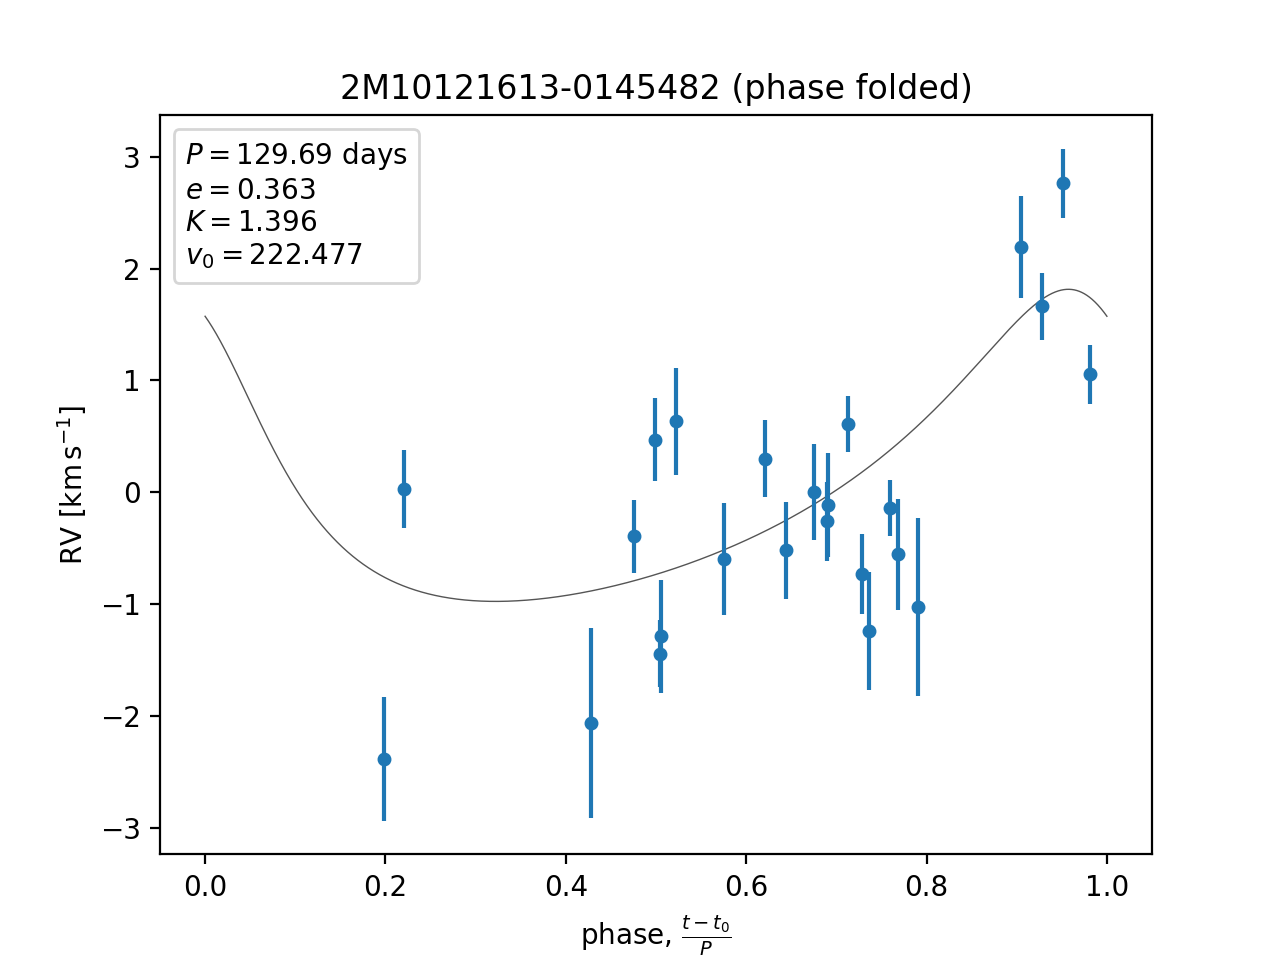 2M10121613-0145482 (phase folded)
P = 129.69 days
e = 0.363
K = 1.396
v₀ = 222.477
3
2
1
0
−1
−2
−3
RV [km s⁻¹]
0.0 0.2 0.4 0.6 0.8 1.0
phase, (t − t₀)/P